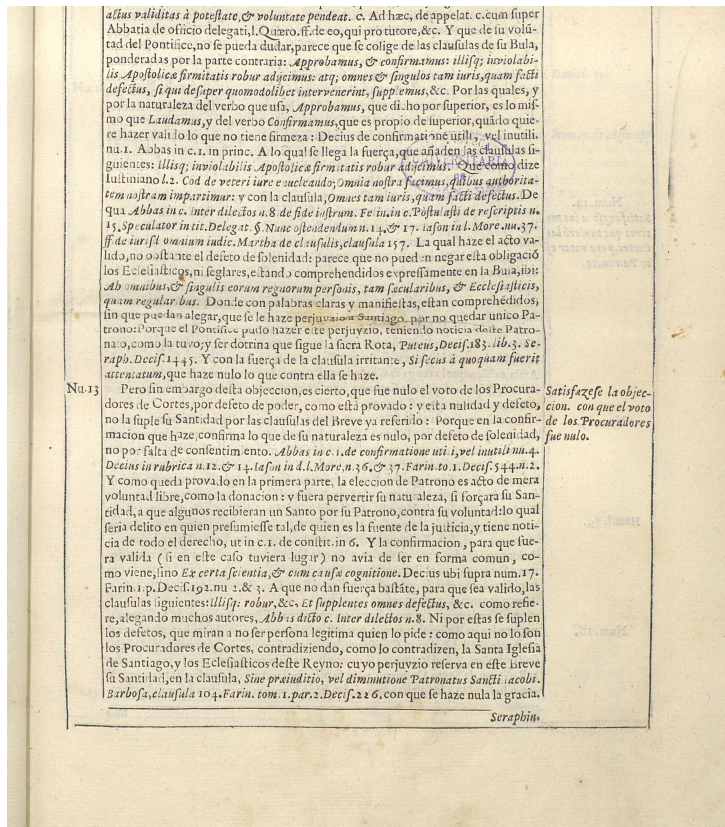 actus validitas à potestate, & voluntate pendeat. c. Ad hæc, de appelat. c. cum super
Abbatia de officio delegati, l. Quæro. ff. de eo, qui pro tutore, &c. Y que de su volũ-
tad del Pontifice, no se pueda dudar, parece que se colige de las clausulas de su Bula,
ponderadas por la parte contraria: Approbamus, & confirmamus: illisq; inviolabi-
lis Apostolicæ firmitatis robur adijcimus: atq; omnes & singulos tam iuris, quam facti
defectus, si qui desuper quomodolibet intervenerint, supplemus, &c. Por las quales, y
por la naturaleza del verbo que usa, Approbamus, que dicho por superior, es lo mis-
mo que Laudamus, y del verbo Confirmamus, que es propio de superior, quãdo quie-
re hazer valido lo que no tiene firmeza: Decius de confirmatione utili, vel inutili.
nu. 1. Abbas in c. 1. in princ. A lo qual se llega la fuerça, que añaden las clausulas si-
guientes: Illisq; inviolabilis Apostolicæ firmitatis robur adijcimus. Que como dize
Iustiniano l. 2. Cod de veteri iure enucleando; Omnia nostra facimus, quibus authorita-
tem nostram impartimur: y con la clausula, Omnes tam iuris, quam facti defectus. De
qua Abbas in c. Inter dilectos n. 8. de fide instrum. Felin. in c. Postulasti de rescriptis n.
15. Speculator in tit. Delegat. §. Nunc ostendendum n. 14. & 17. Iason in l. More. nu. 37.
ff. de iurisd omnium iudic. Martha de clausulis, clausula 157. La qual haze el acto va-
lido, no obstante el defeto de solenidad: parece que no pueden negar esta obligació
los Ecclesiasticos, ni seglares, estando comprehendidos expressamente en la Bula, ibi:
Ab omnibus, & singulis eorum regnorum personis, tam sæcularibus, & Ecclesiasticis,
quam regularibus. Donde con palabras claras y manifiestas, estan comprehẽdidos,
sin que puedan alegar, que se le haze perjuyzio a Santiago, por no quedar unico Pa-
trono: Porque el Pontifice pudo hazer este perjuyzio, teniendo noticia deste Patro-
nato, como la tuvo; y ser dotrina que sigue la sacra Rota, Puteus, Decis. 183. lib. 3. Se-
raph. Decis. 1445. Y con la fuerça de la clausula irritante, Si secus à quoquam fuerit
attentatum, que haze nulo lo que contra ella se haze.
Nu. 13 Pero sin embargo desta objeccion, es cierto, que fue nulo el voto de los Procura-
dores de Cortes, por defeto de poder, como està provado: y esta nulidad y defeto,
no la suple su Santidad por las clausulas del Breve ya referido: Porque en la confir-
macion que haze, confirma lo que de su naturaleza es nulo, por defeto de solenidad,
no por falta de consentimiento. Abbas in c. 1. de confirmatione utili, vel inutili nu. 4.
Decius in rubrica n. 12. & 14. Iason in d. l. More, n. 36. & 37. Farin. to. 1. Decis. 544. n. 2.
Y como queda provado en la primera parte, la eleccion de Patrono es acto de mera
voluntad libre, como la donacion: y fuera pervertir su naturaleza, si forçara su San-
tidad, a que algunos recibieran un Santo por su Patrono, contra su voluntad: lo qual
seria delito en quien presumiesse tal, de quien es la fuente de la justicia, y tiene noti-
cia de todo el derecho, ut in c. 1. de constit. in 6. Y la confirmacion, para que fue-
ra valida (si en este caso tuviera lugar) no avia de ser en forma comun, co-
mo viene, sino Ex certa scientia, & cum causæ cognitione. Decius ubi supra num. 17.
Farin. 1. p. Decis. 192. nu 2. & 3. A que no dan fuerça bastãte, para que sea valido, las
clausulas siguientes: Illisq: robur, &c, Et supplentes omnes defectus, &c. como refie-
re, alegando muchos autores, Abbas dicto c. Inter dilectos n. 8. Ni por estas se suplen
los defetos, que miran a no ser persona legitima quien lo pide: como aqui no lo son
los Procuradores de Cortes, contradiziendo, como lo contradizen, la Santa Iglesia
de Santiago, y los Eclesiasticos deste Reyno: cuyo perjuyzio reserva en este Breve
su Santidad, en la clausula, Sine præiuditio, vel diminutione Patronatus Sancti Iacobi.
Barbosa, clausula 104. Farin. tom. 1. par. 2. Decis. 226. con que se haze nula la gracia.
Satisfazese la objec-
cion. con que el voto
de los Procuradores
fue nulo.
Seraphin.